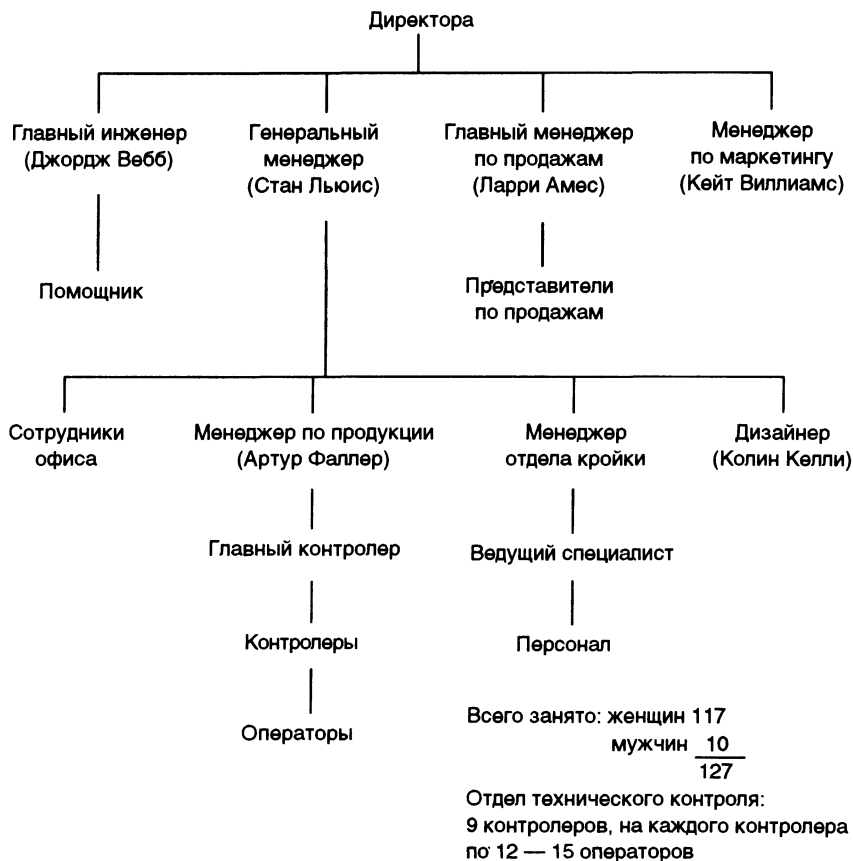 Директора
Главный инженер
(Джордж Вебб)
Генеральный
менеджер
(Стан Льюис)
Главный менеджер
по продажам
(Ларри Амес)
Менеджер
по маркетингу
(Кейт Виллиамс)
Помощник
Представители
по продажам
Сотрудники
офиса
Менеджер по продукции
(Артур Фаллер)
Менеджер
отдела кройки
Дизайнер
(Колин Келли)
Главный контролер
Ведущий специалист
Контролеры
Персонал
Операторы
Всего занято: женщин 117
мужчин 10
127
Отдел технического контроля:
9 контролеров, на каждого контролера
по 12 — 15 операторов